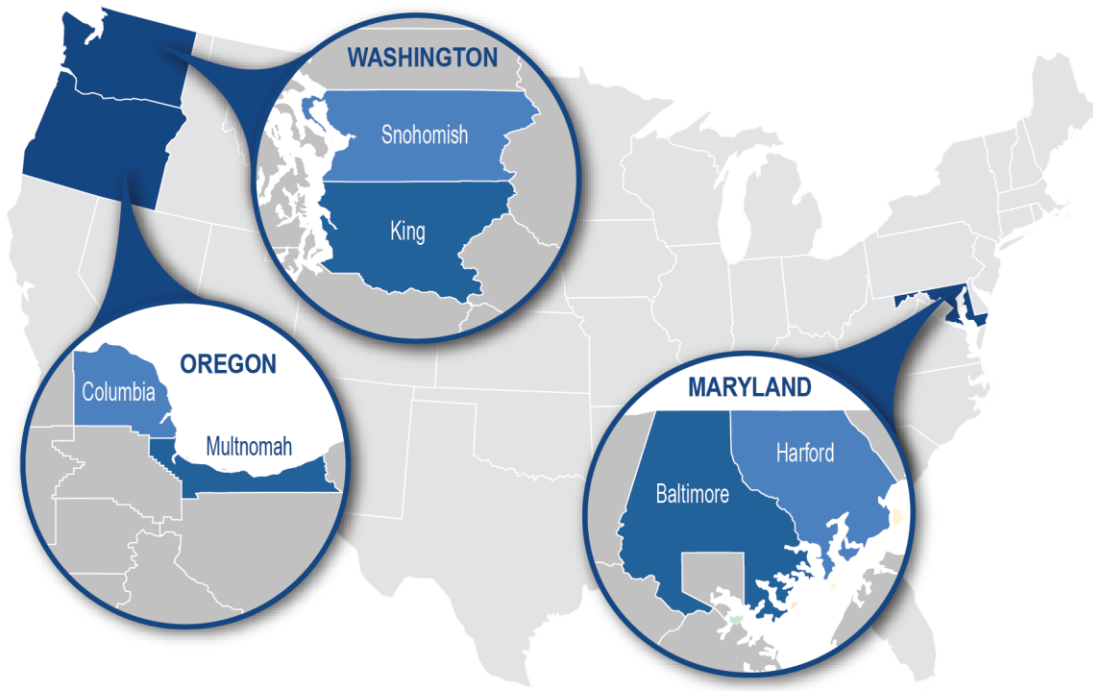 WASHINGTON
Snohomish
King
OREGON
Columbia
Multnomah
MARYLAND
Harford
Baltimore